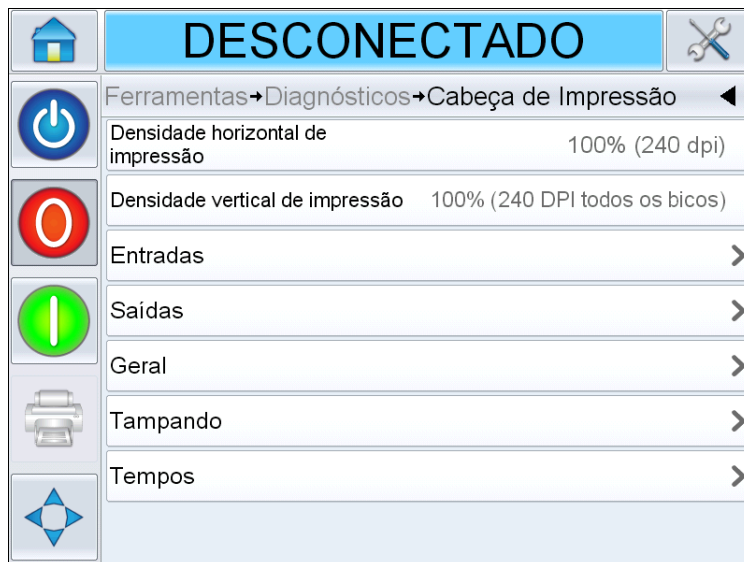 DESCONECTADO
Ferramentas→Diagnósticos→Cabeça de Impressão
Densidade horizontal de
impressão
100% (240 dpi)
Densidade vertical de impressão 100% (240 DPI todos os bicos)
Entradas
Saídas
Geral
Tampando
Tempos